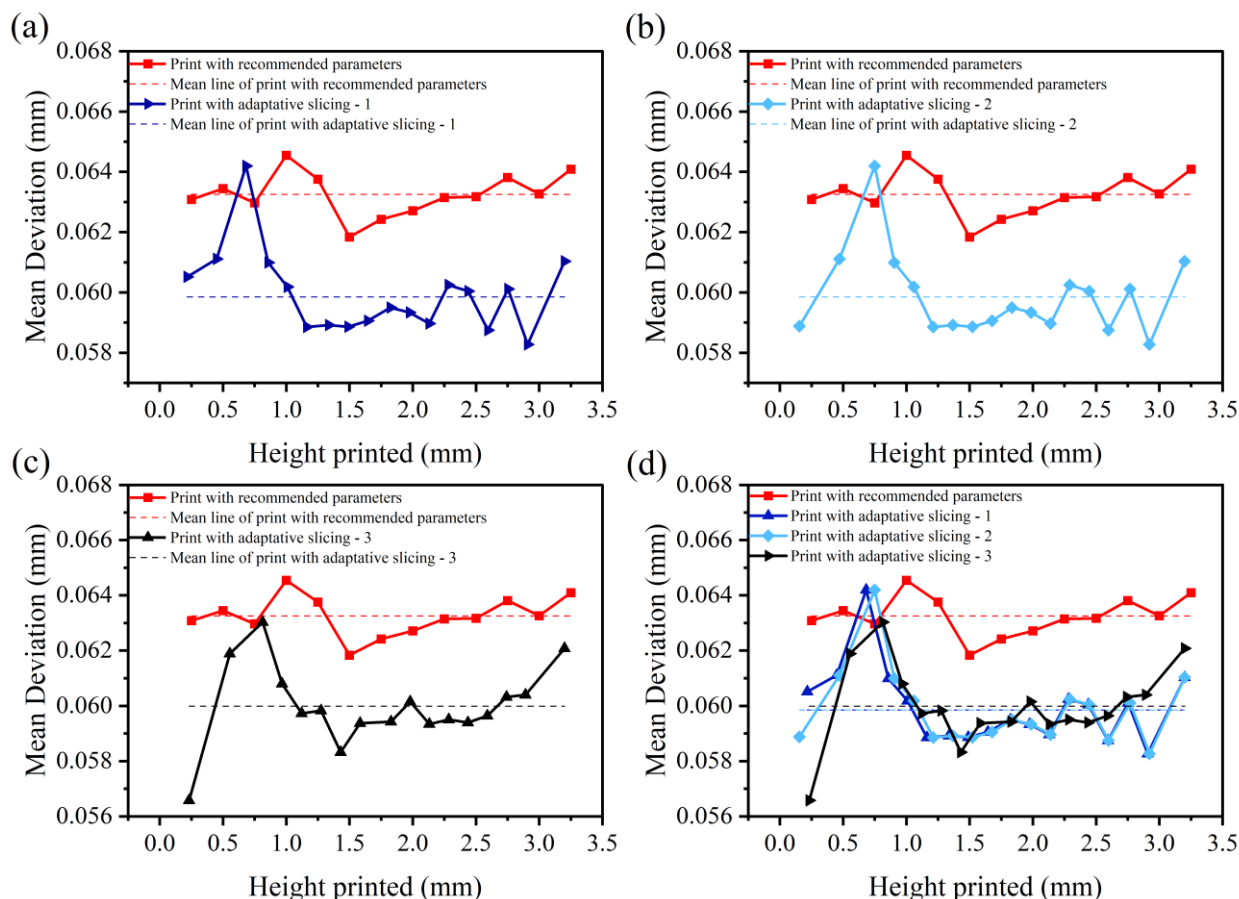 (a)
0.068
0.066
0.064
0.062
0.060
0.058
Mean Deviation (mm)
Print with recommended parameters
Mean line of print with recommended parameters
Print with adaptative slicing - 1
Mean line of print with adaptative slicing - 1
0.0 0.5 1.0 1.5 2.0 2.5 3.0 3.5
Height printed (mm)
(b)
0.068
0.066
0.064
0.062
0.060
0.058
Mean Deviation (mm)
Print with recommended parameters
Mean line of print with recommended parameters
Print with adaptative slicing - 2
Mean line of print with adaptative slicing - 2
0.0 0.5 1.0 1.5 2.0 2.5 3.0 3.5
Height printed (mm)
(c)
0.068
0.066
0.064
0.062
0.060
0.058
0.056
Mean Deviation (mm)
Print with recommended parameters
Mean line of print with recommended parameters
Print with adaptative slicing - 3
Mean line of print with adaptative slicing - 3
0.0 0.5 1.0 1.5 2.0 2.5 3.0 3.5
Height printed (mm)
(d)
0.068
0.066
0.064
0.062
0.060
0.058
0.056
Mean Deviation (mm)
Print with recommended parameters
Print with adaptative slicing - 1
Print with adaptative slicing - 2
Print with adaptative slicing - 3
0.0 0.5 1.0 1.5 2.0 2.5 3.0 3.5
Height printed (mm)